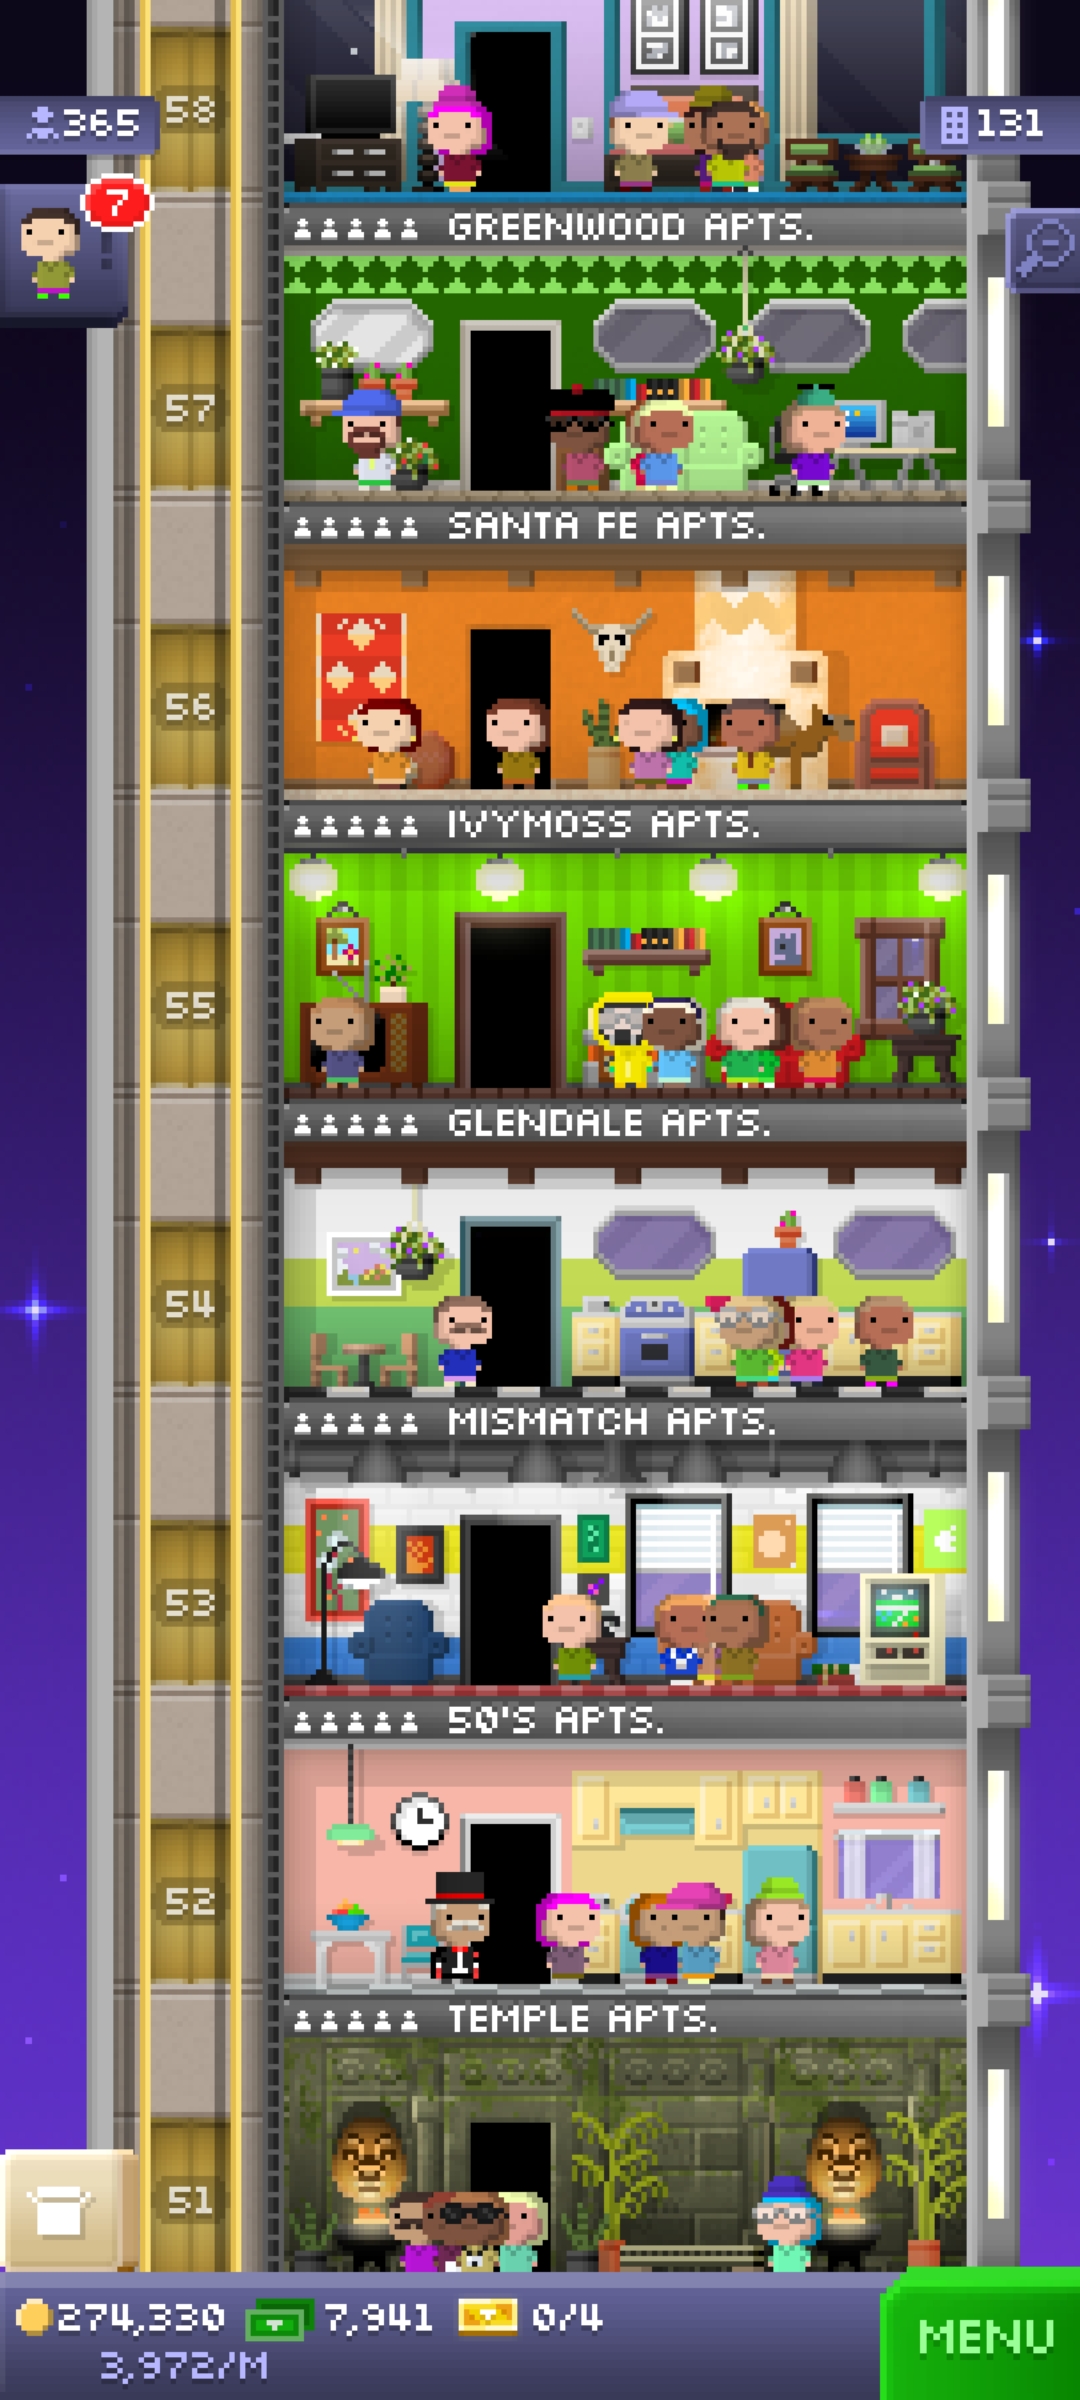 58
365
131
7
GREENWOOD APTS.
57
SANTA FE APTS.
56
IVYMOSS APTS.
55
GLENDALE APTS.
54
MISMATCH APTS.
53
50'S APTS.
52
TEMPLE APTS.
51
274,330 7,941 0/4
3,972/M
MENU